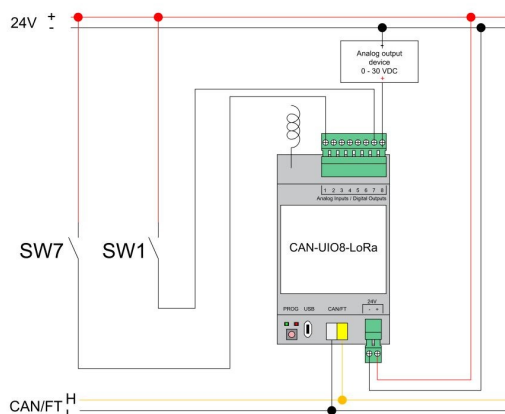 24V + -
Analog output
device
0 - 30 VDC
+
1 2 3 4 5 6 7 8
Analog Inputs / Digital Outputs
SW7
SW1
CAN-UIO8-LoRa
PROG USB CAN/FT
24V
- +
CAN/FT H
L